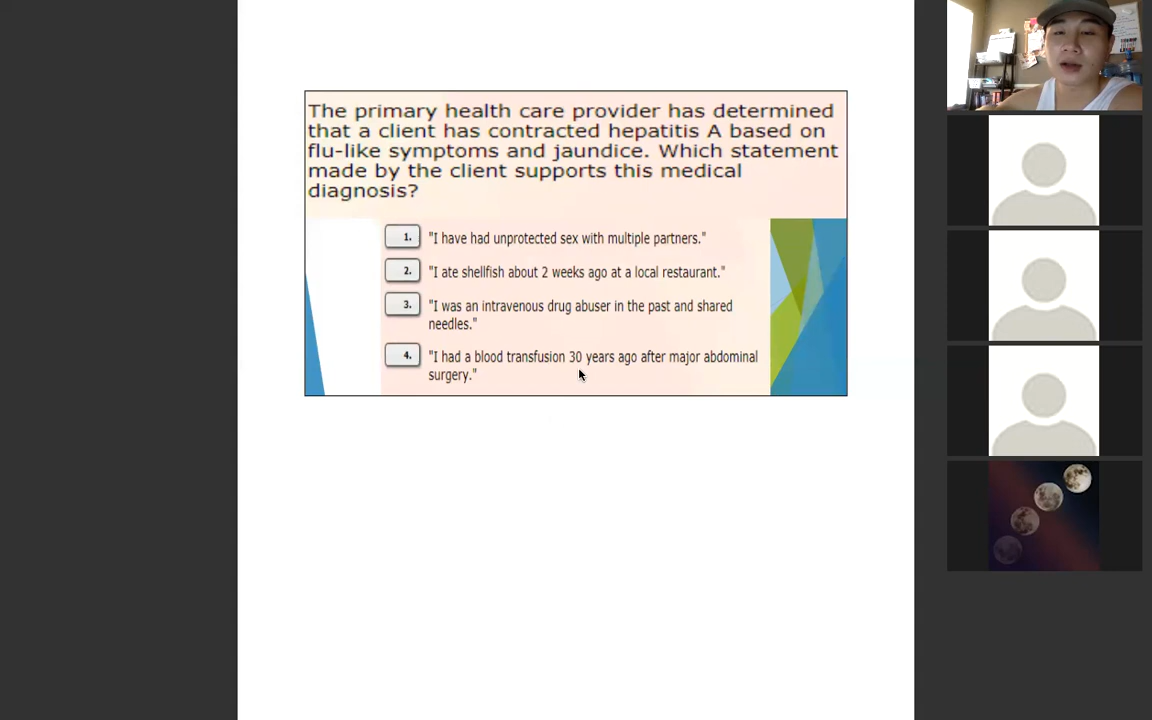 The primary health care provider has determined
that a client has contracted hepatitis A based on
flu-like symptoms and jaundice. Which statement
made by the client supports this medical
diagnosis?
1. "I have had unprotected sex with multiple partners."
2. "I ate shellfish about 2 weeks ago at a local restaurant."
3. "I was an intravenous drug abuser in the past and shared
needles."
4. "I had a blood transfusion 30 years ago after major abdominal
surgery."